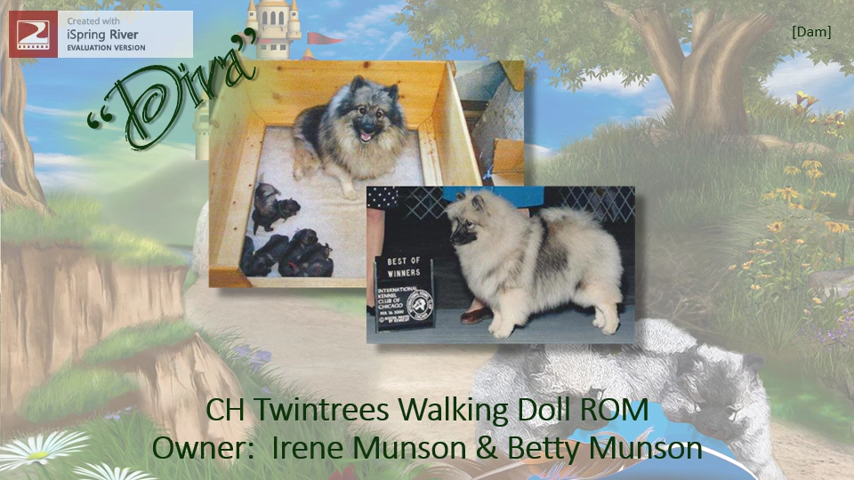 Created with
iSpring River
EVALUATION VERSION
[Dam]
"Diva"
BEST OF
WINNERS
INTERNATIONAL
KENNEL
CLUB OF
CHICAGO
CH Twintrees Walking Doll ROM
Owner: Irene Munson & Betty Munson